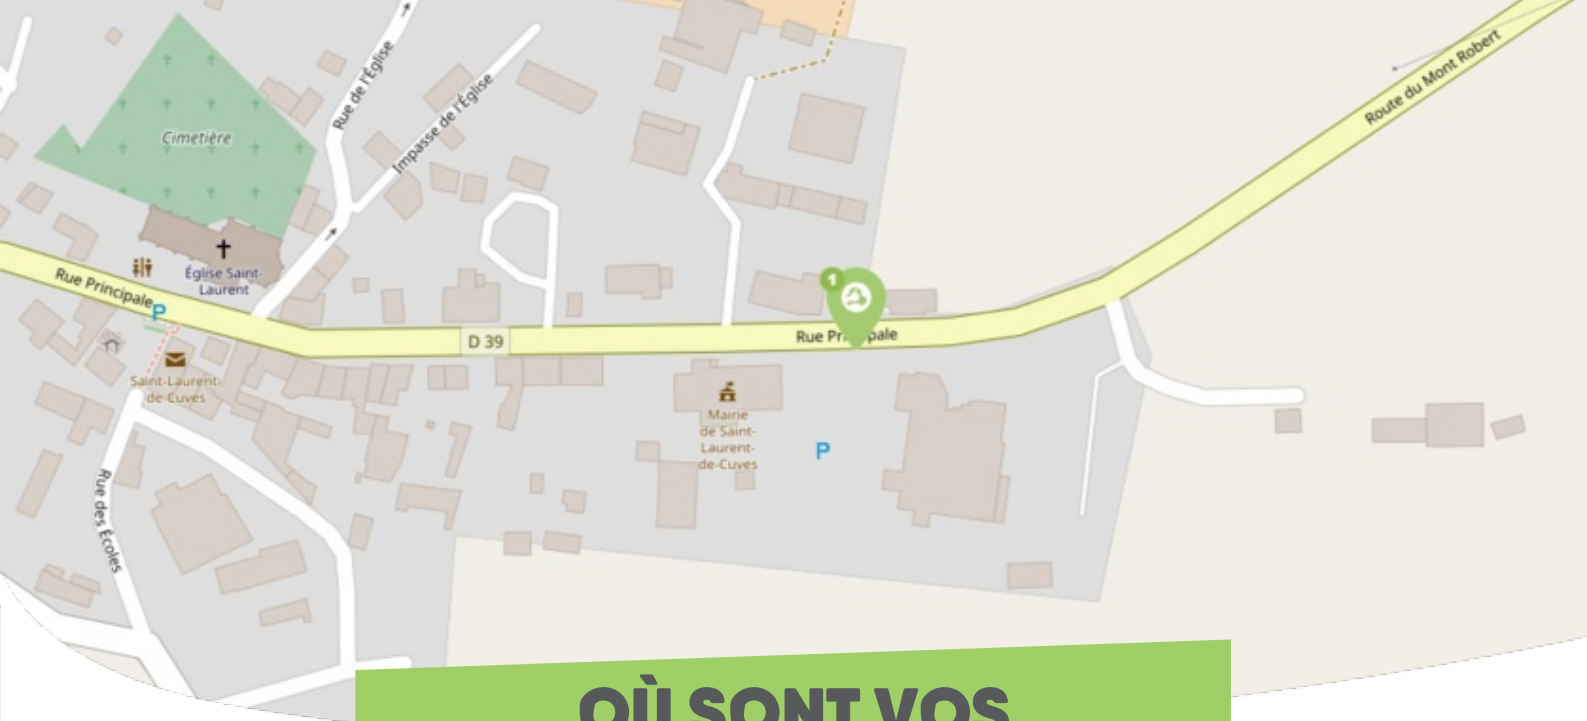 Rue de l'Église
Impasse de l'Église
Route du Mont Robert
Cimetière
Église Saint-
Laurent
Rue Principale
P
D 39
1
Rue Pr
pale
Saint-Laurent-
de-Cuves
Mairie
de Saint-
Laurent-
de-Cuves
P
Rue des Écoles
OÙ SONT VOS